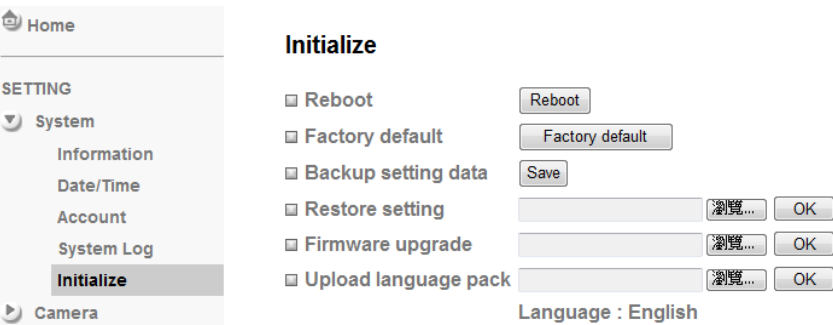 Home
SETTING
System
Information
Date/Time
Account
System Log
Initialize
Camera
Initialize
Reboot Reboot
Factory default Factory default
Backup setting data Save
Restore setting 瀏覽... OK
Firmware upgrade 瀏覽... OK
Upload language pack 瀏覽... OK
Language : English